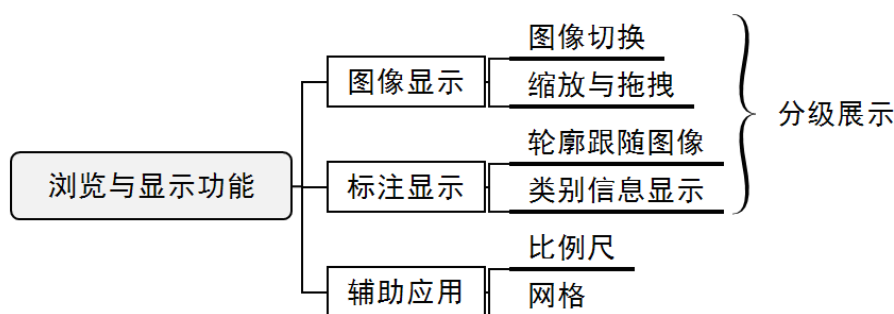 浏览与显示功能
图像显示
图像切换
缩放与拖拽
标注显示
轮廓跟随图像
类别信息显示
分级展示
辅助应用
比例尺
网格